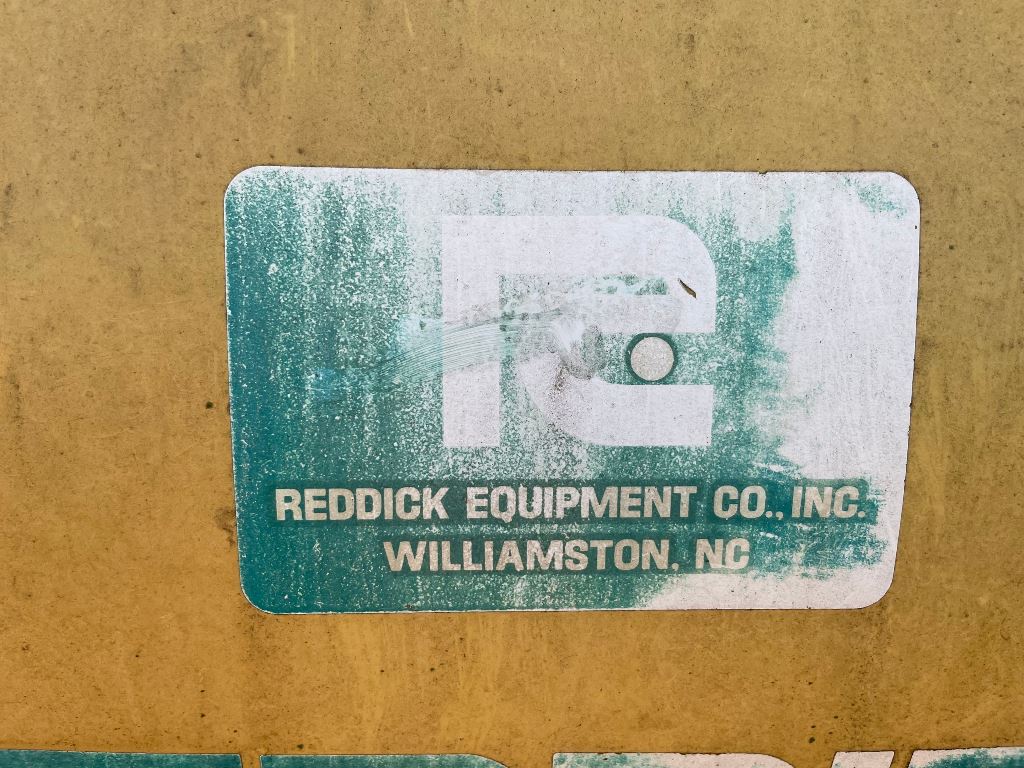 REDDICK EQUIPMENT CO., INC.
WILLIAMSTON, NC